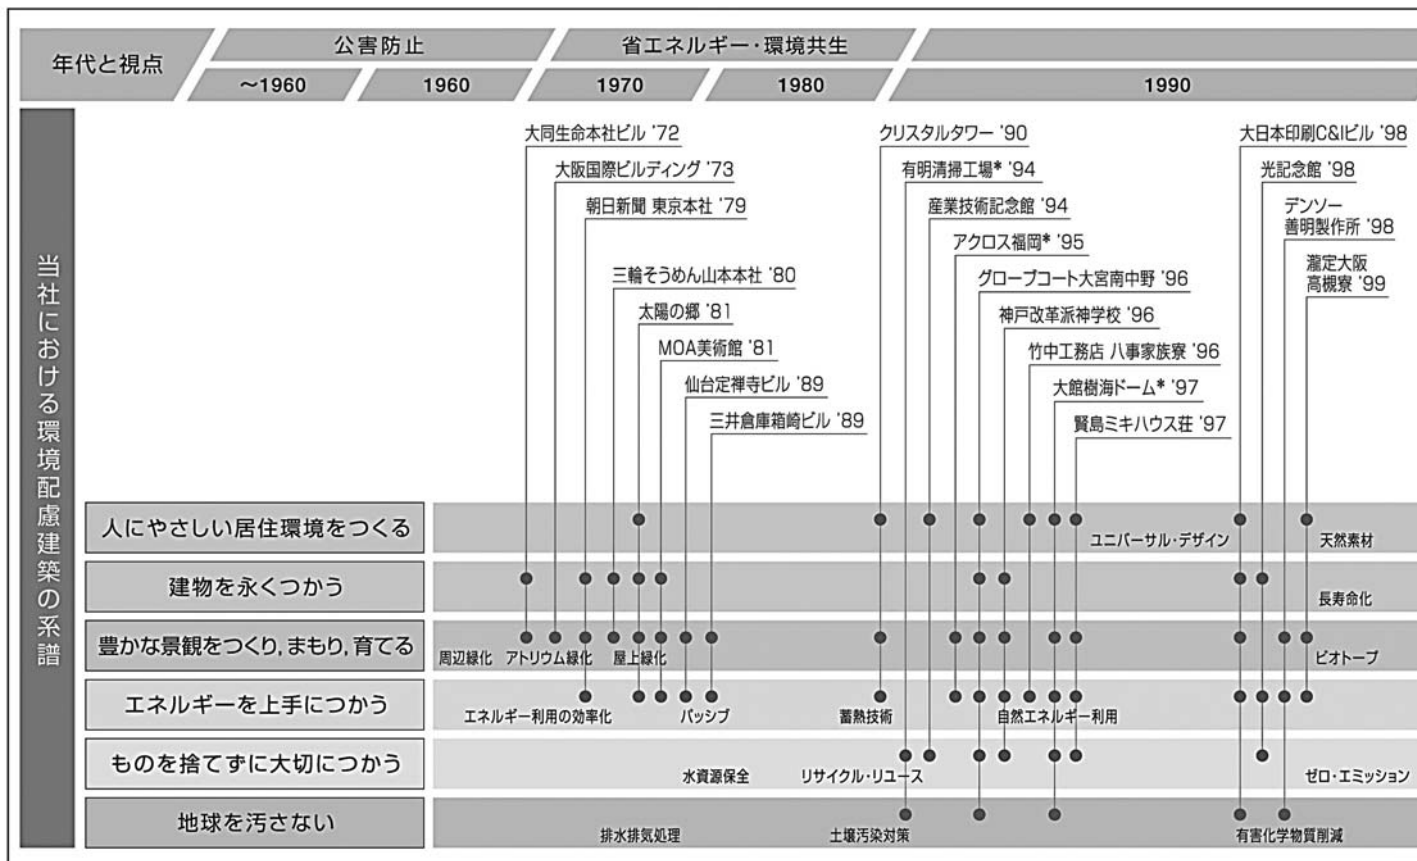 年代と視点
公害防止
省エネルギー・環境共生
～1960
1960
1970
1980
1990
当社における環境配慮建築の系譜
大同生命本社ビル '72
大阪国際ビルディング '73
朝日新聞 東京本社 '79
三輪そうめん山本本社 '80
太陽の郷 '81
MOA美術館 '81
仙台定禅寺ビル '89
三井倉庫箱崎ビル '89
クリスタルタワー '90
有明清掃工場* '94
産業技術記念館 '94
アクロス福岡* '95
グローブコート大宮南中野 '96
神戸改革派神学校 '96
竹中工務店 八事家族寮 '96
大館樹海ドーム* '97
賢島ミキハウス荘 '97
大日本印刷C&Iビル '98
光記念館 '98
デンソー
善明製作所 '98
瀧定大阪
高槻寮 '99
人にやさしい居住環境をつくる
ユニバーサル・デザイン
天然素材
建物を永くつかう
長寿命化
豊かな景観をつくり,まもり,育てる
周辺緑化
アトリウム緑化
屋上緑化
ビオトープ
エネルギーを上手につかう
エネルギー利用の効率化
パッシブ
蓄熱技術
自然エネルギー利用
ものを捨てずに大切につかう
水資源保全
リサイクル・リユース
ゼロ・エミッション
地球を汚さない
排水排気処理
土壌汚染対策
有害化学物質削減